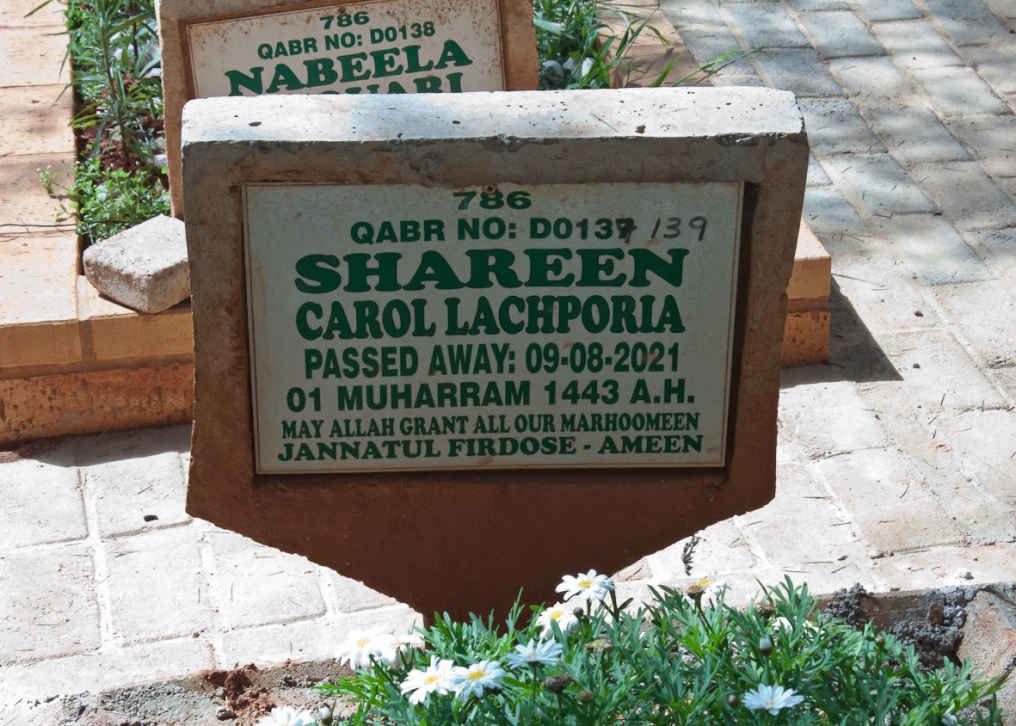 786
QABR NO: D0138
NABEELA
786
QABR NO: D0137 /139
SHAREEN
CAROL LACHPORIA
PASSED AWAY: 09-08-2021
01 MUHARRAM 1443 A.H.
MAY ALLAH GRANT ALL OUR MARHOOMEEN
JANNATUL FIRDOSE - AMEEN